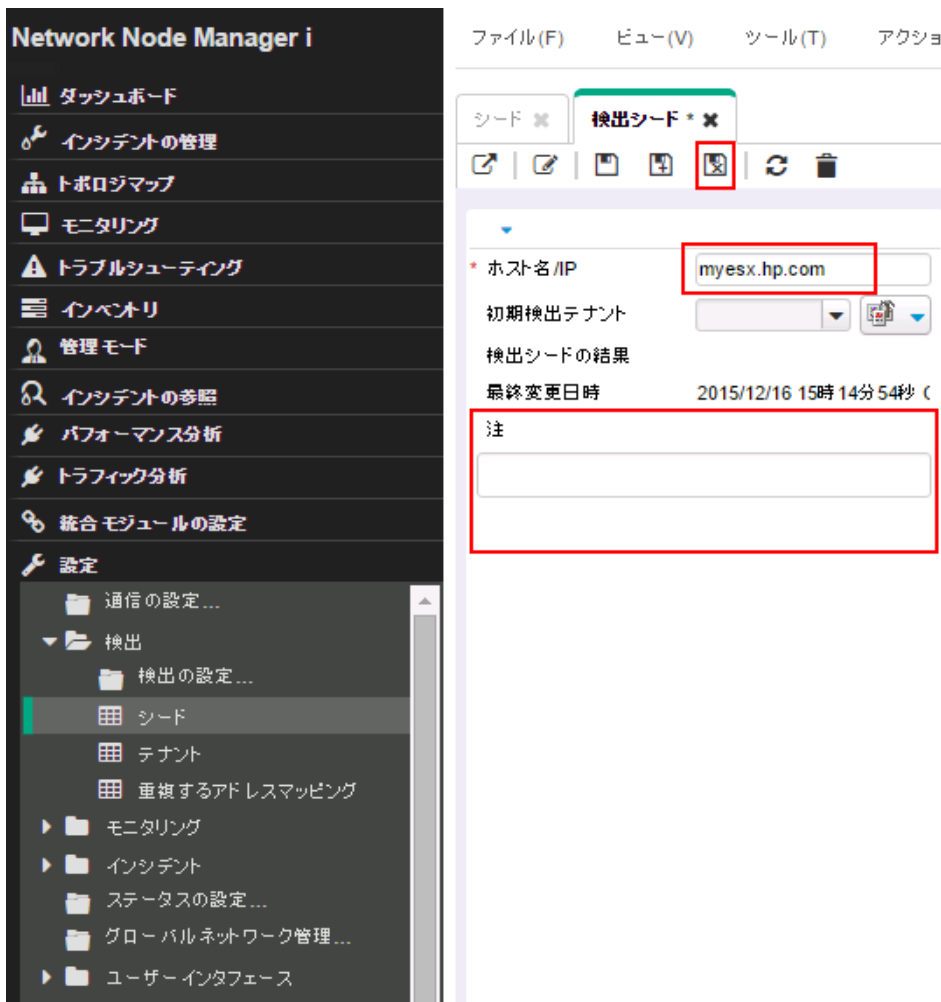 Network Node Manager i
ダッシュボード
インシデントの管理
トポロジマップ
モニタリング
トラブルシューティング
インベントリ
管理モード
インシデントの参照
パフォーマンス分析
トラフィック分析
統合モジュールの設定
設定
通信の設定...
検出
検出の設定...
シード
テナント
重複するアドレスマッピング
モニタリング
インシデント
ステータスの設定...
グローバルネットワーク管理...
ユーザーインタフェース
ファイル(F) ビュー(V) ツール(T) アクショ
シード 検出シード *
* ホスト名/IP myesx.hp.com
初期検出テナント
検出シードの結果
最終変更日時 2015/12/16 15時14分54秒 (
注